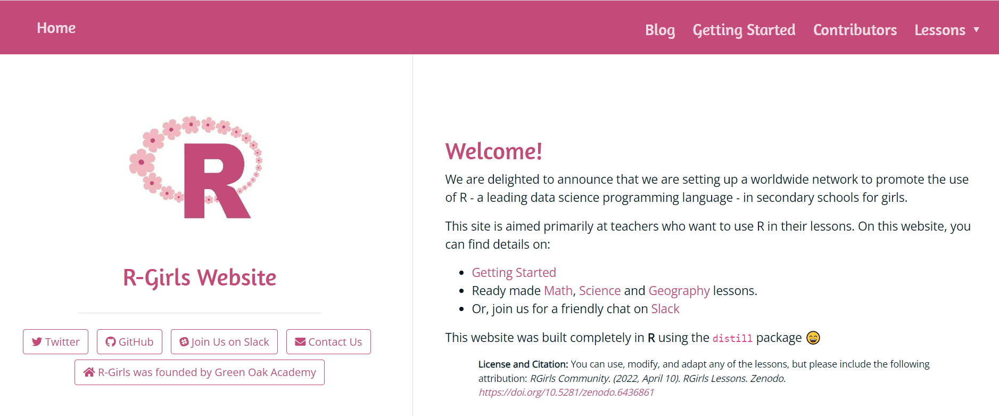 Home
Blog Getting Started Contributors Lessons ▼
R
R-Girls Website
Twitter GitHub Join Us on Slack Contact Us
R-Girls was founded by Green Oak Academy
Welcome!
We are delighted to announce that we are setting up a worldwide network to promote the use
of R - a leading data science programming language - in secondary schools for girls.
This site is aimed primarily at teachers who want to use R in their lessons. On this website, you
can find details on:
• Getting Started
• Ready made Math, Science and Geography lessons.
• Or, join us for a friendly chat on Slack
This website was built completely in R using the distill package 😄
License and Citation: You can use, modify, and adapt any of the lessons, but please include the following
attribution: RGirls Community. (2022, April 10). RGirls Lessons. Zenodo.
https://doi.org/10.5281/zenodo.6436861